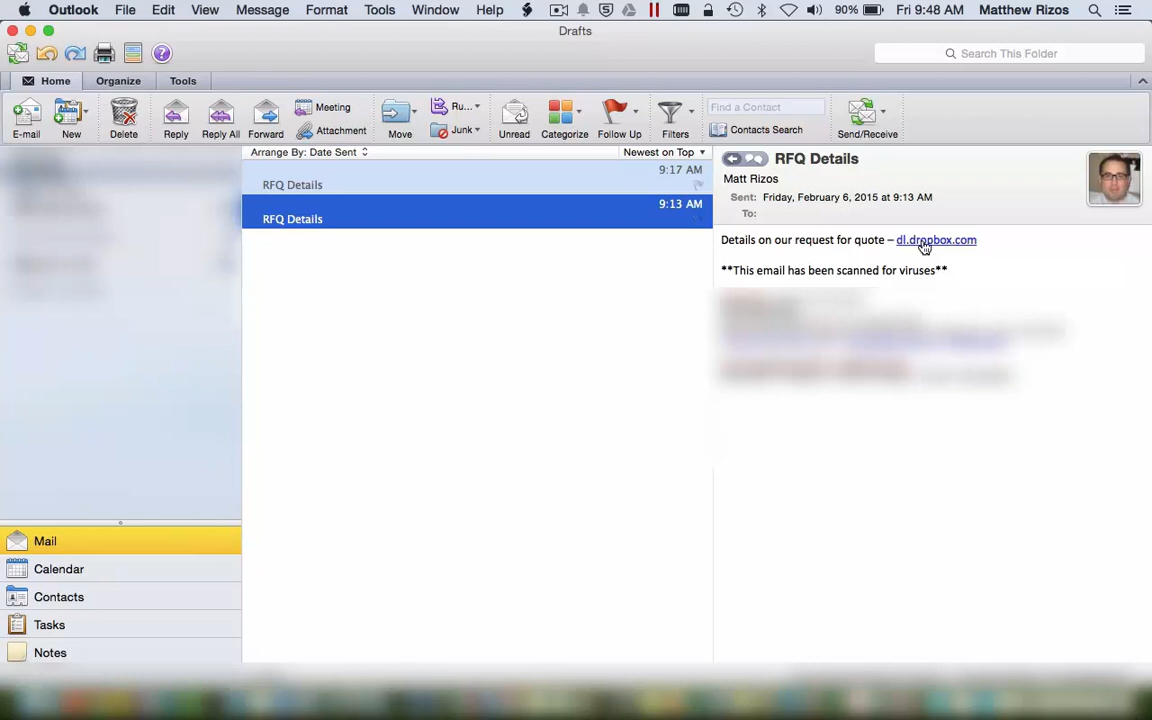 Outlook File Edit View Message Format Tools Window Help 90% Fri 9:48 AM Matthew Rizos
Drafts
Search This Folder
Home Organize Tools
E-mail New Delete Reply Reply All Forward Meeting Attachment Move Ru... Junk Unread Categorize Follow Up Filters Find a Contact Contacts Search Send/Receive
Arrange By: Date Sent Newest on Top
9:17 AM
RFQ Details
9:13 AM
RFQ Details
RFQ Details
Matt Rizos
Sent: Friday, February 6, 2015 at 9:13 AM
To:
Details on our request for quote – dl.dropbox.com
**This email has been scanned for viruses**
Mail
Calendar
Contacts
Tasks
Notes